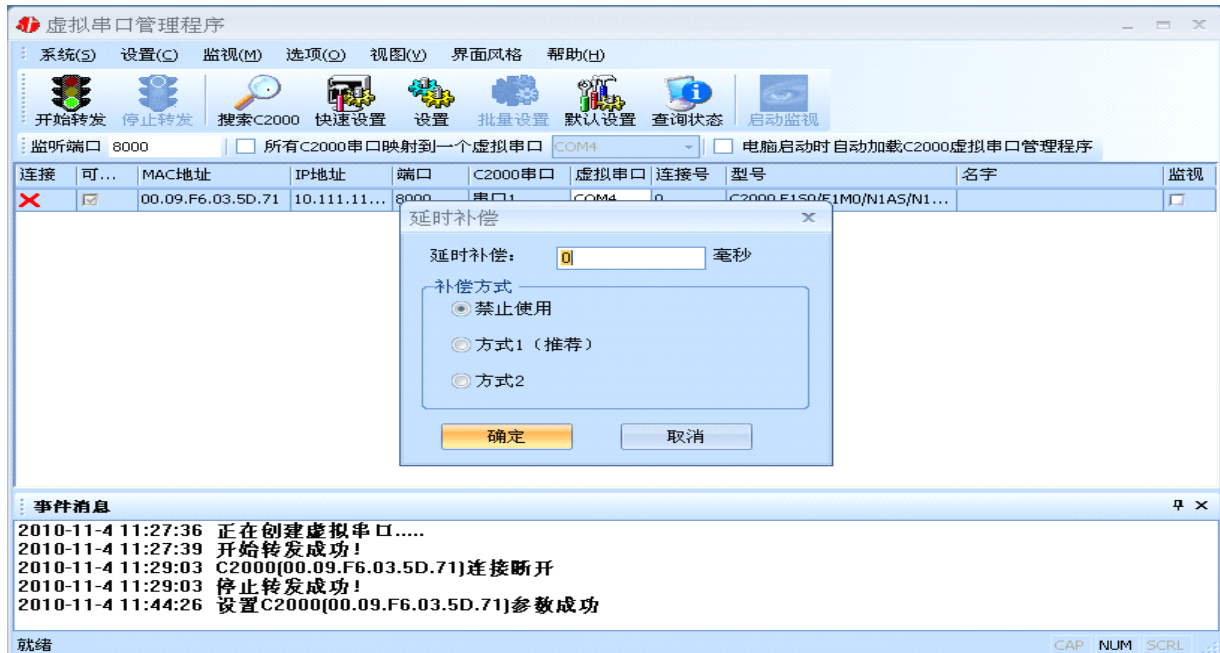 虚拟串口管理程序
系统(S) 设置(C) 监视(M) 选项(O) 视图(V) 界面风格 帮助(H)
开始转发 停止转发 搜索C2000 快速设置 设置 批量设置 默认设置 查询状态 启动监视
监听端口 8000 所有C2000串口映射到一个虚拟串口 COM4 电脑启动时自动加载C2000虚拟串口管理程序
连接 可... MAC地址 IP地址 端口 C2000串口 虚拟串口 连接号 型号 名字 监视
00.09.F6.03.5D.71 10.111.11... 8000 串口1 COM4 0 C2000 E1S0/E1M0/N1AS/N1...
延时补偿
延时补偿: 0 毫秒
补偿方式
禁止使用
方式1（推荐）
方式2
确定 取消
事件消息
2010-11-4 11:27:36 正在创建虚拟串口.....
2010-11-4 11:27:39 开始转发成功!
2010-11-4 11:29:03 C2000(00.09.F6.03.5D.71)连接断开
2010-11-4 11:29:03 停止转发成功!
2010-11-4 11:44:26 设置C2000(00.09.F6.03.5D.71)参数成功
就绪 CAP NUM SCRL